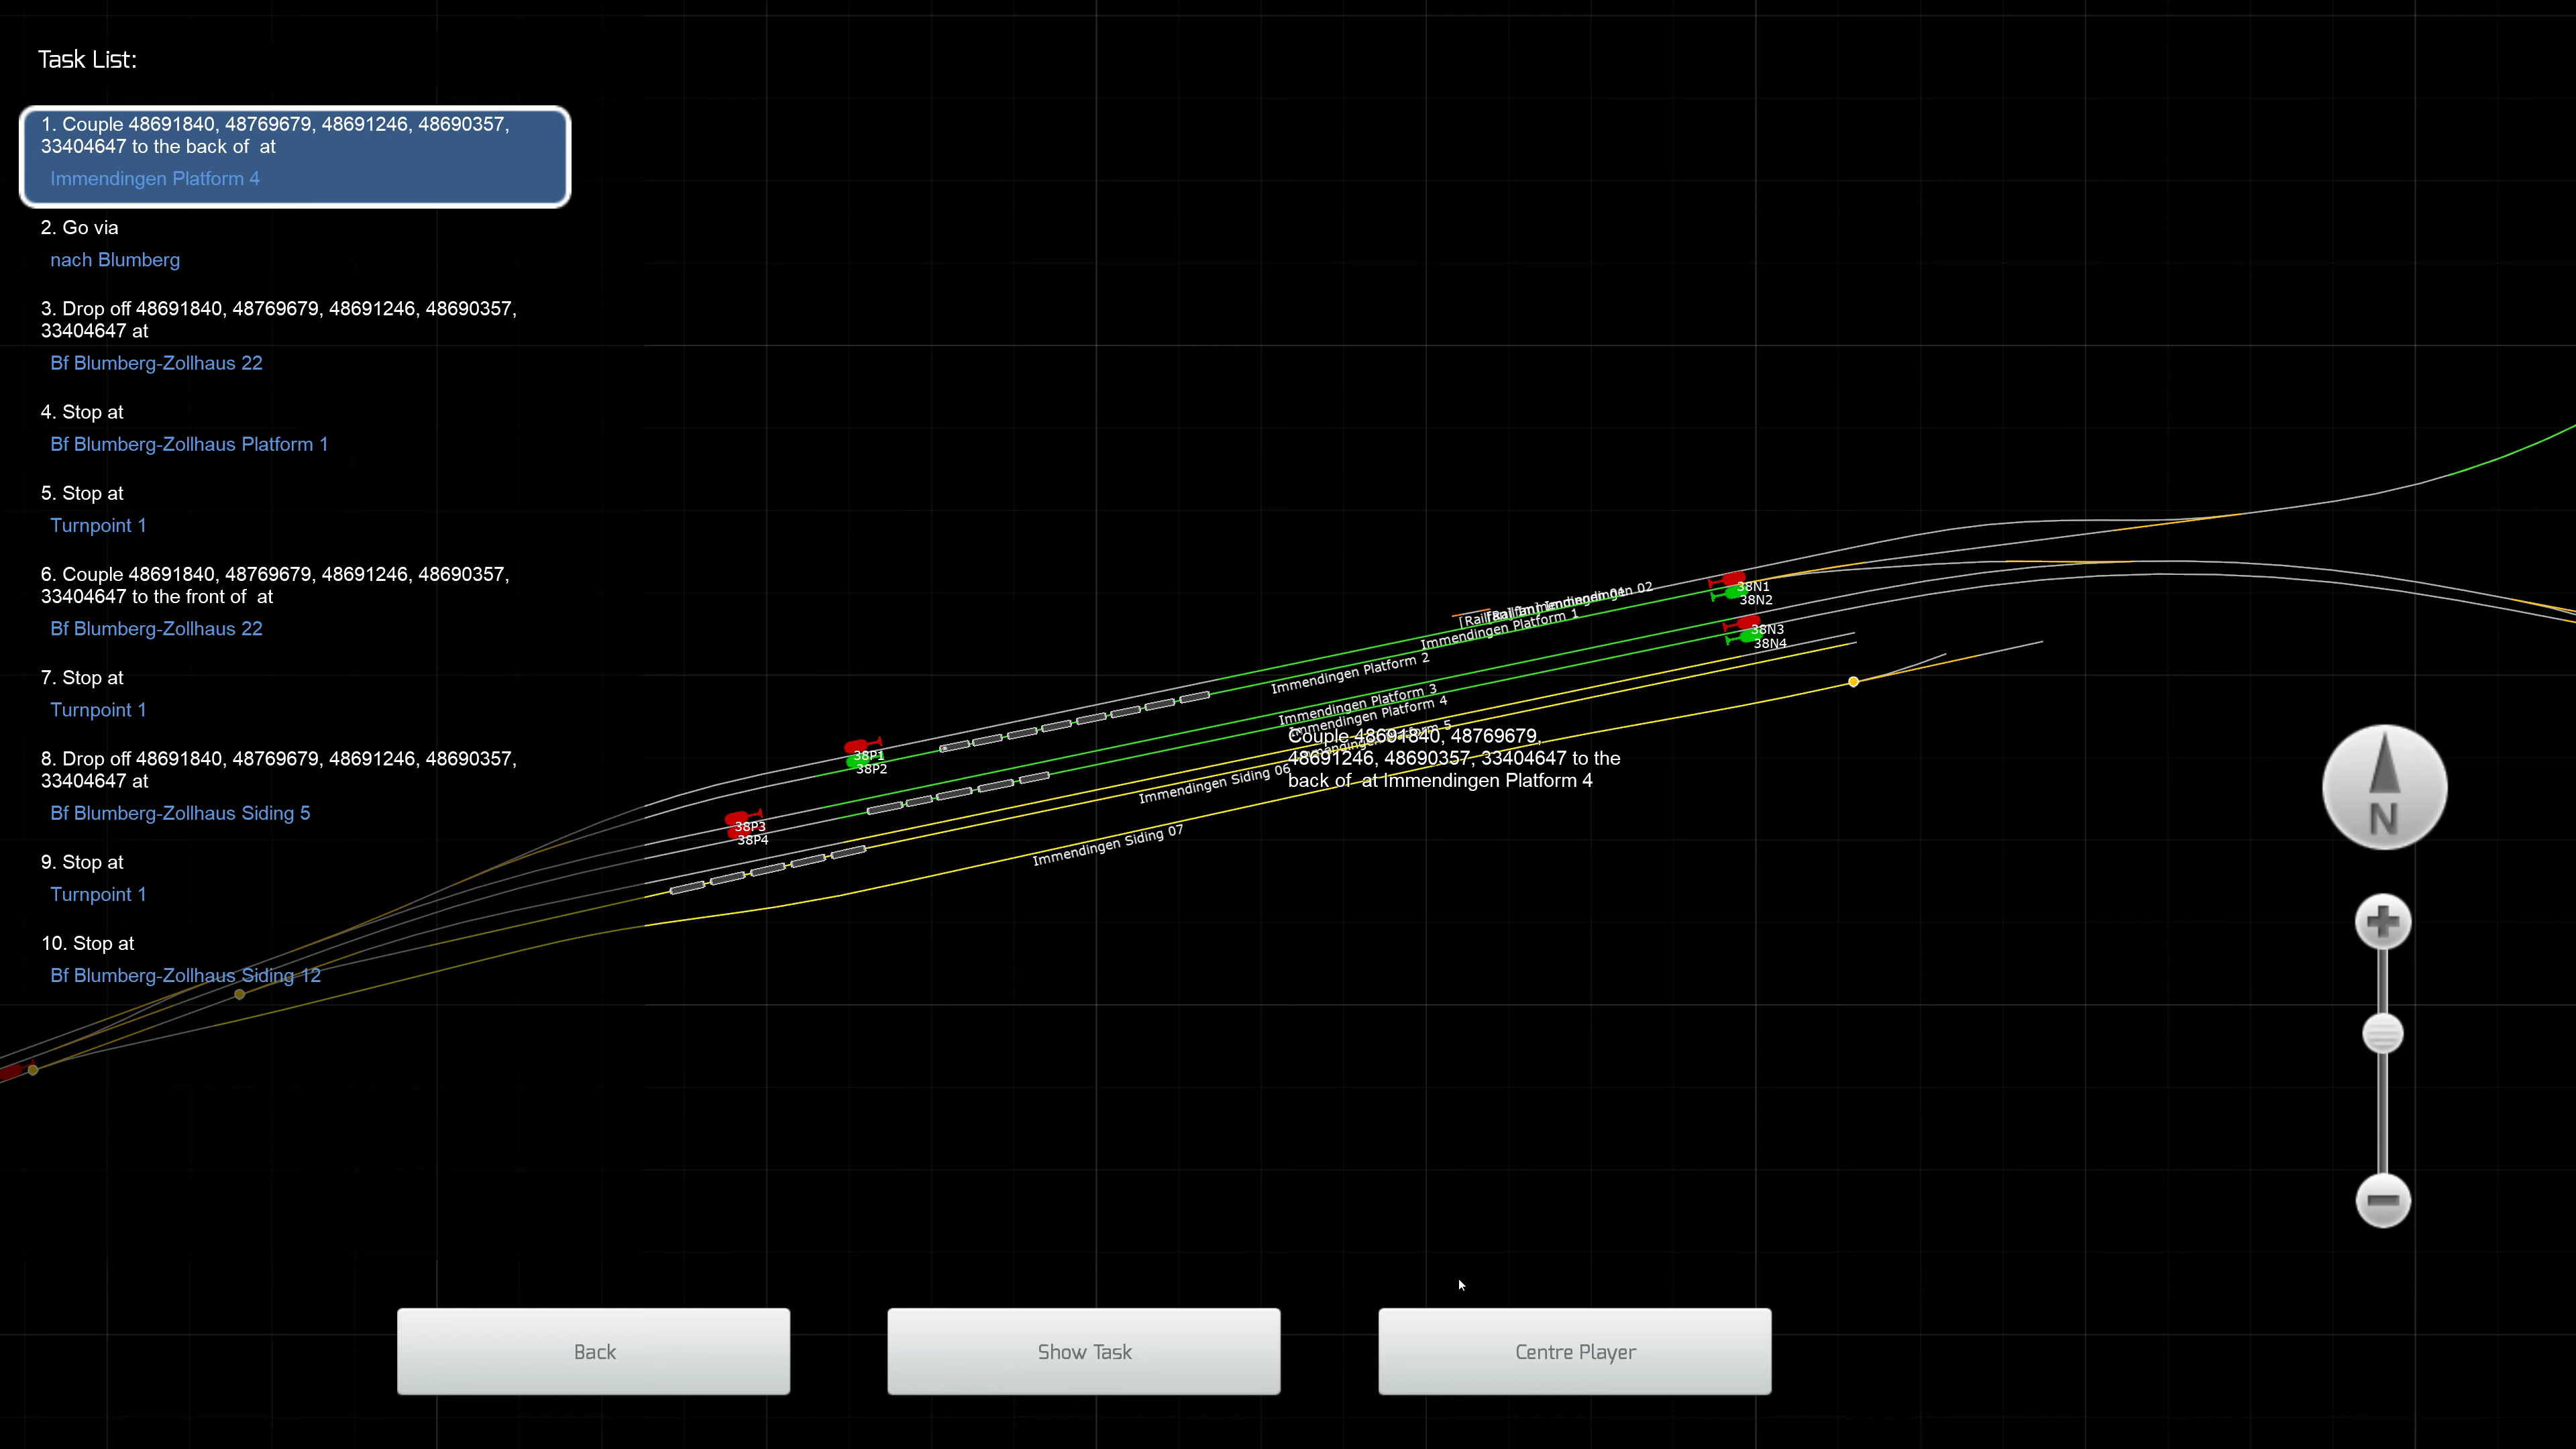 Task List:
1. Couple 48691840, 48769679, 48691246, 48690357,
33404647 to the back of  at
Immendingen Platform 4
2. Go via
nach Blumberg
3. Drop off 48691840, 48769679, 48691246, 48690357,
33404647 at
Bf Blumberg-Zollhaus 22
4. Stop at
Bf Blumberg-Zollhaus Platform 1
5. Stop at
Turnpoint 1
6. Couple 48691840, 48769679, 48691246, 48690357,
33404647 to the front of  at
Bf Blumberg-Zollhaus 22
7. Stop at
Turnpoint 1
8. Drop off 48691840, 48769679, 48691246, 48690357,
33404647 at
Bf Blumberg-Zollhaus Siding 5
9. Stop at
Turnpoint 1
10. Stop at
Bf Blumberg-Zollhaus Siding 12
38N1
38N2
38N3
38N4
Immendingen 02
Immendingen Platform 1
Immendingen Platform 2
Immendingen Platform 3
Immendingen Platform 4
Couple 48691840, 48769679,
48691246, 48690357, 33404647 to the
back of  at Immendingen Platform 4
Immendingen Siding 06
Immendingen Siding 07
38P1
38P2
38P3
38P4
N
Back
Show Task
Centre Player